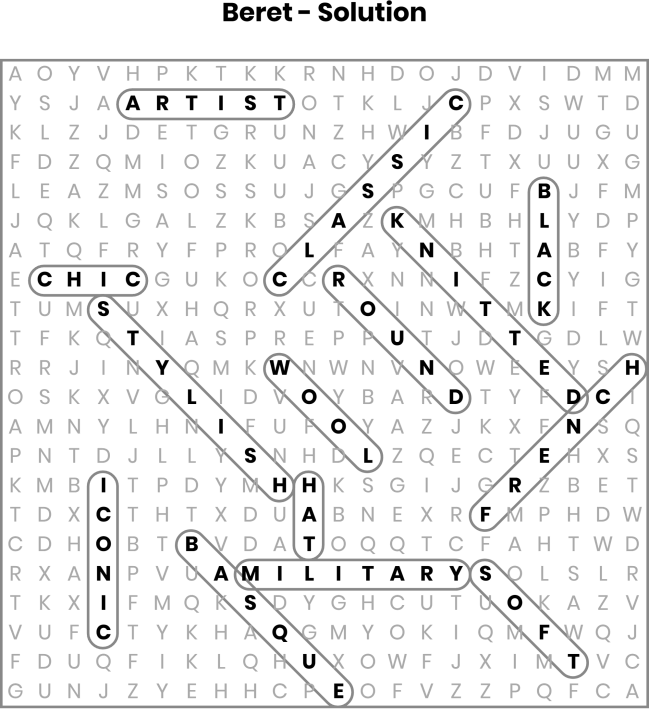 Beret – Solution
A O Y V H P K T K K R N H D O J D V I D M M
Y S J A A R T I S T O T K L J C P X S W T D
K L Z J D E T G R U N Z H W I B F D J U G U
F D Z Q M I O Z K U A C Y S Y Z T X U U X G
L E A Z M S O S S U J G S P G C U F B J F M
J Q K L G A L Z K B S A Z K M H B H L Y D P
A T Q F R Y F P R O L F A Y N B H T A B F Y
E C H I C G U K O C C R X N N I F Z C Y I G
T U M S U X H Q R X U T O I N W T M K I F T
T F K Q T I A S P R E P P U T J D T G D L W
R R J I N Y Q M K W N W N V N O W E E Y S H
O S K X V G L I D V O Y B A R D T Y F D C I
A M N Y L H N I F U F O Y A Z J K X F N S Q
P N T D J L L Y S N H D L Z Q E C T E H X S
K M B I T P D Y M H H K S G I J G R Z B E T
T D X C T H T X D U A B N E X R F M P H D W
C D H O B T B V D A T O Q Q T C F A H T W D
R X A N P V U A M I L I T A R Y S O L S L R
T K X I F M Q K S D Y G H C U T U O K A Z V
V U F C T Y K H A Q G M Y O K I Q M F W Q J
F D U Q F I K L Q H U X O W F J X I M T V C
G U N J Z Y E H H C P E O F V Z Z P Q F C A